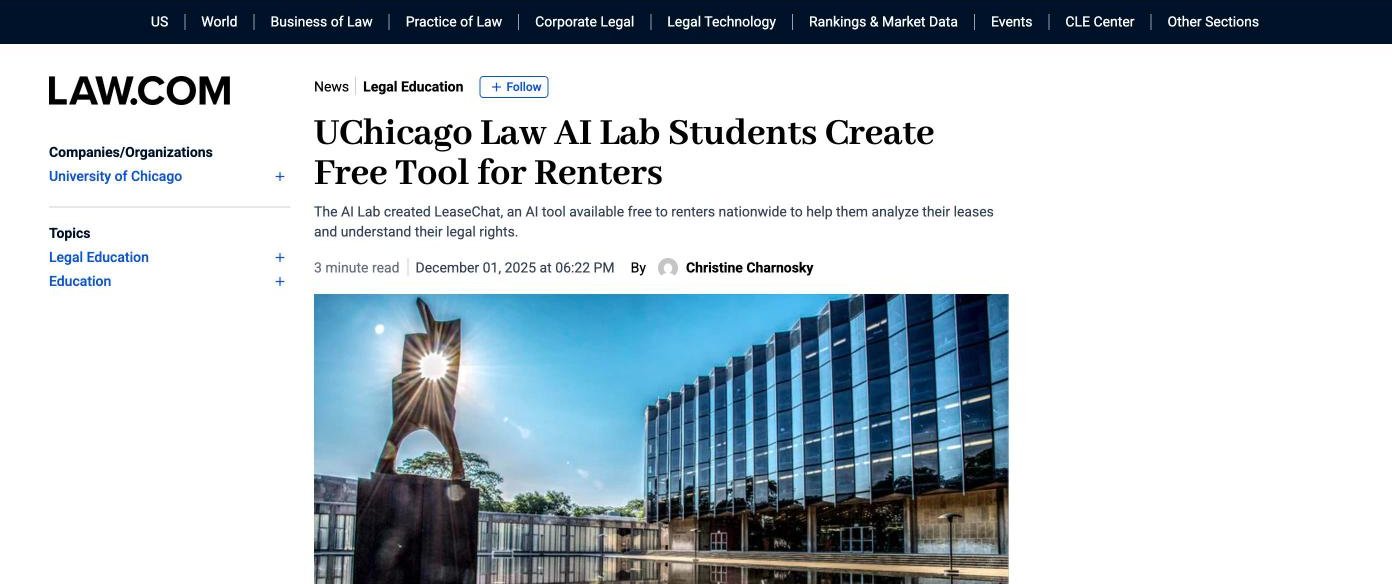 US World Business of Law Practice of Law Corporate Legal Legal Technology Rankings & Market Data Events CLE Center Other Sections
LAW.COM
Companies/Organizations
University of Chicago +
Topics
Legal Education +
Education +
News Legal Education + Follow
UChicago Law AI Lab Students Create
Free Tool for Renters
The AI Lab created LeaseChat, an AI tool available free to renters nationwide to help them analyze their leases
and understand their legal rights.
3 minute read December 01, 2025 at 06:22 PM By Christine Charnosky